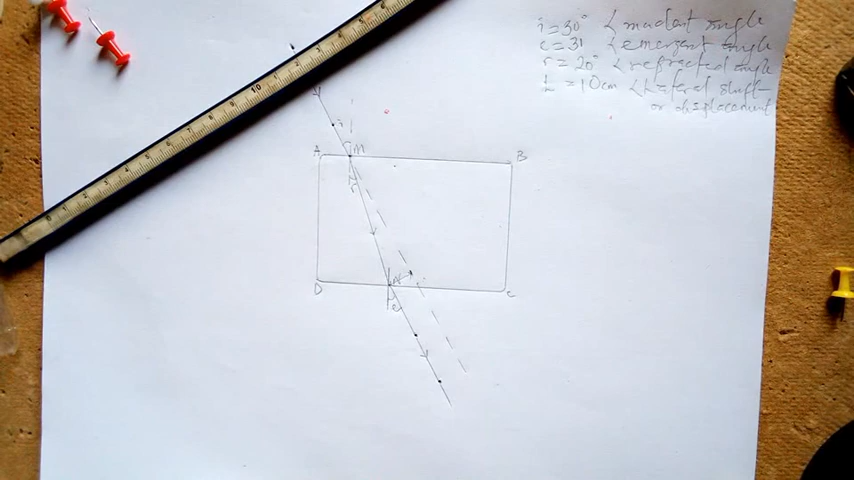 i = 30° < incident angle
e = 31 < emergent angle
r = 20° < refracted angle
L = 10cm < Lateral shift
or displacement
i
A
M
B
r
D
N
C
e